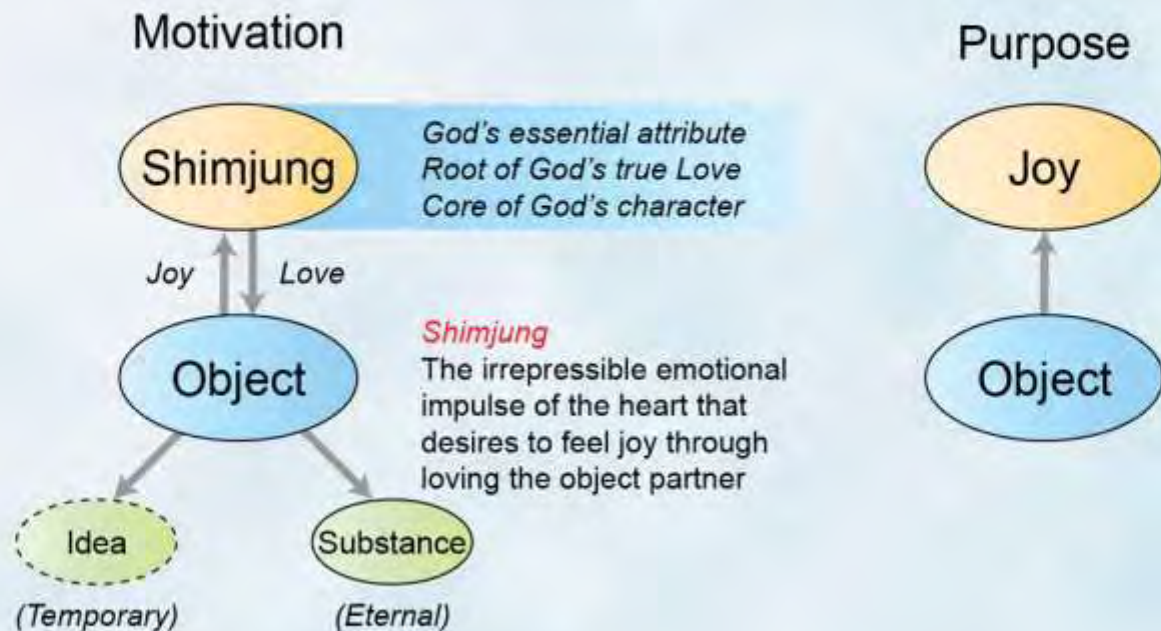 Motivation
Purpose
Shimjung
God's essential attribute
Root of God's true Love
Core of God's character
Joy
Joy
Love
Shimjung
The irrepressible emotional
impulse of the heart that
desires to feel joy through
loving the object partner
Object
Object
Idea
Substance
(Temporary)
(Eternal)